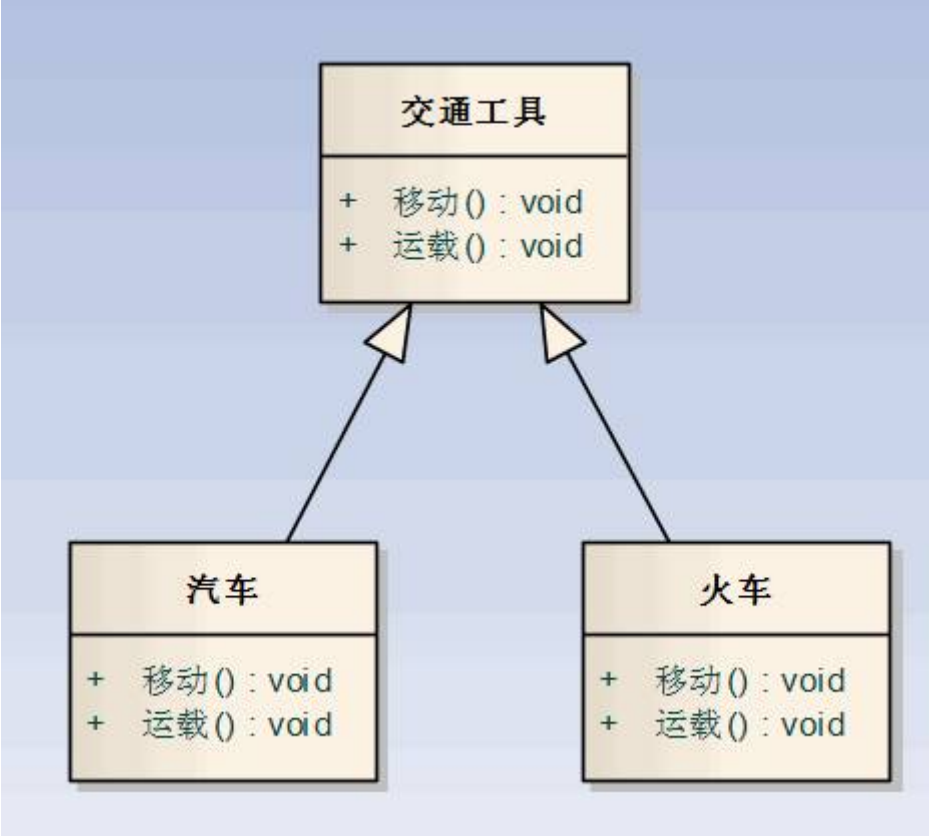 交通工具
+ 移动() : void
+ 运载() : void
汽车
+ 移动() : void
+ 运载() : void
火车
+ 移动() : void
+ 运载() : void